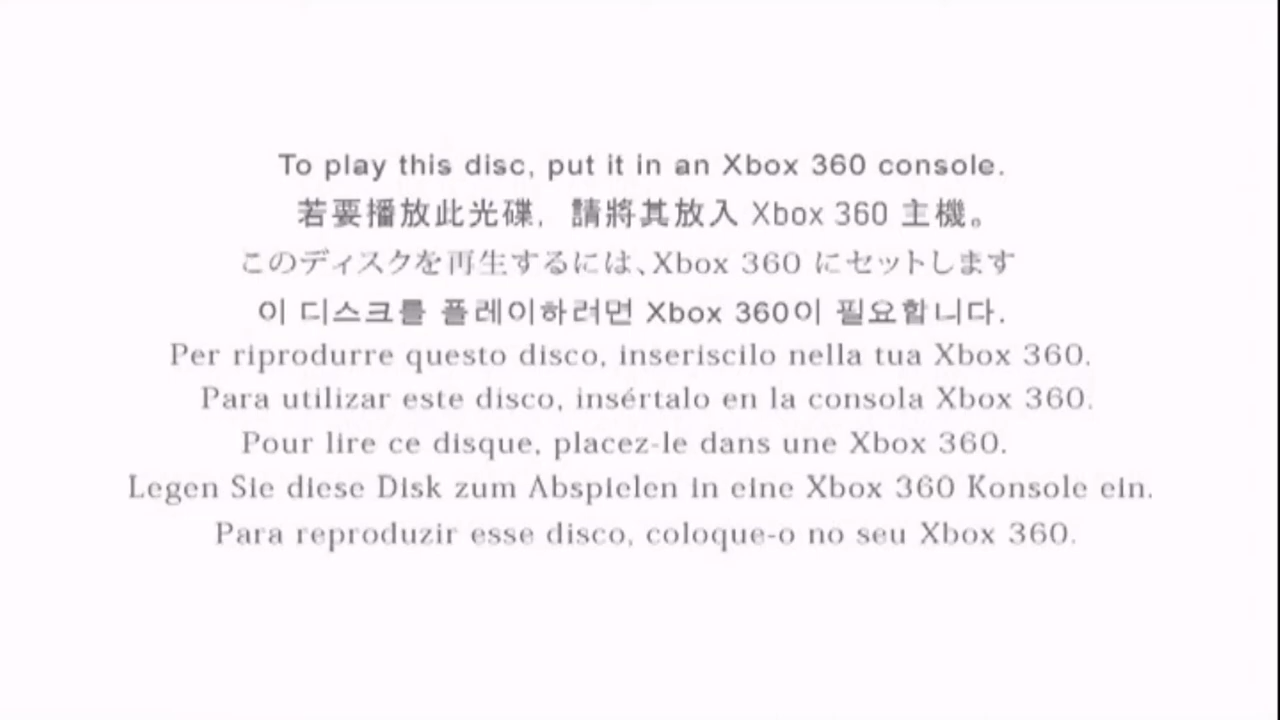 To play this disc, put it in an Xbox 360 console.
若要播放此光碟，請將其放入 Xbox 360 主機。
このディスクを再生するには、Xbox 360 にセットします
이 디스크를 플레이하려면 Xbox 360이 필요합니다.
Per riprodurre questo disco, inseriscilo nella tua Xbox 360.
Para utilizar este disco, insértalo en la consola Xbox 360.
Pour lire ce disque, placez-le dans une Xbox 360.
Legen Sie diese Disk zum Abspielen in eine Xbox 360 Konsole ein.
Para reproduzir esse disco, coloque-o no seu Xbox 360.